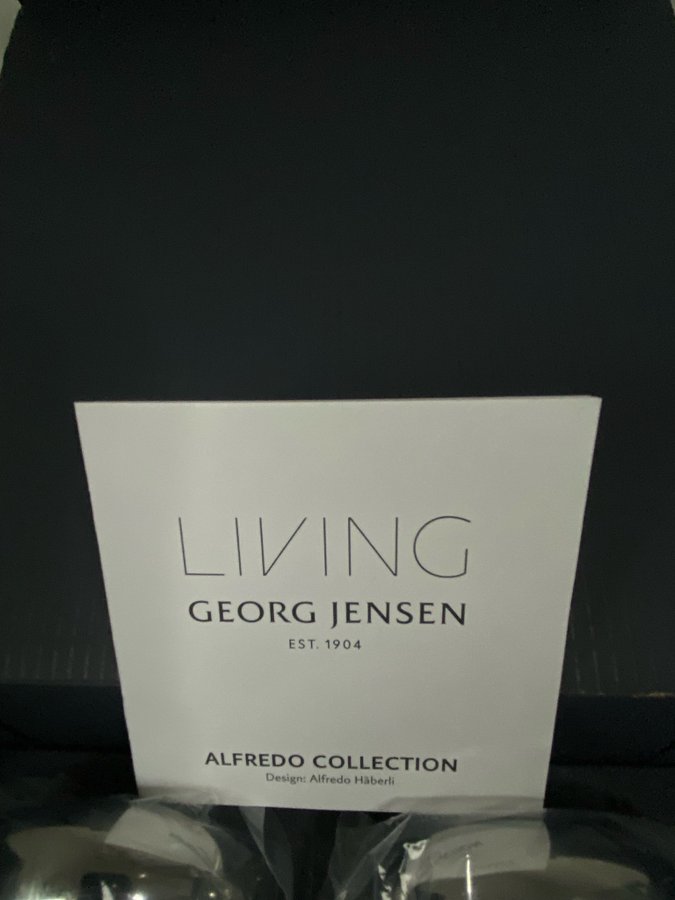 LIVING
GEORG JENSEN
EST. 1904
ALFREDO COLLECTION
Design: Alfredo Häberli